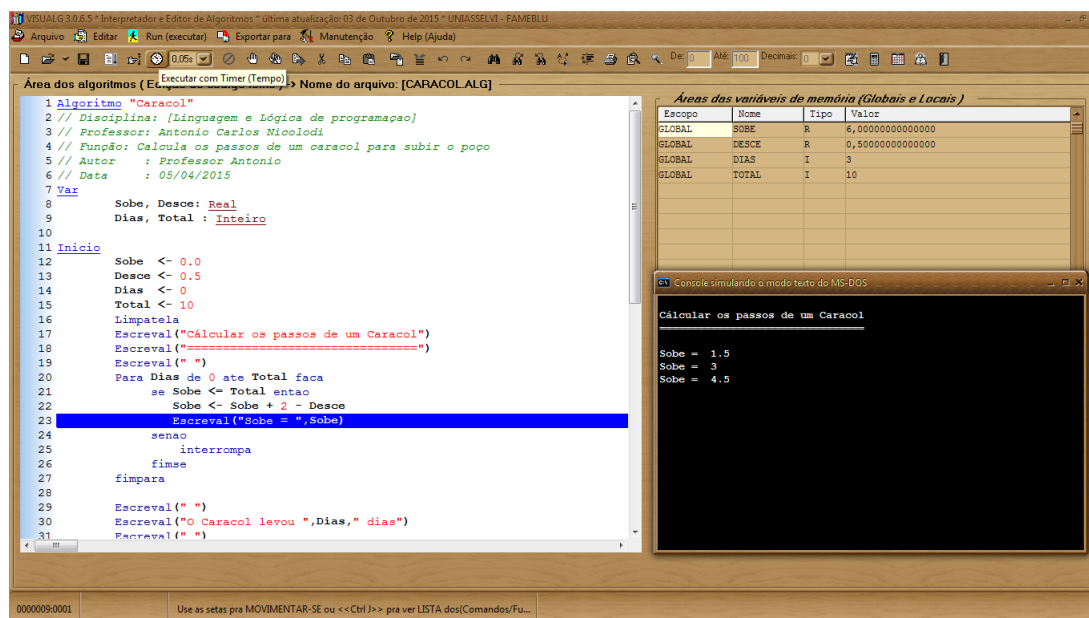 VISUALG 3.0.6.5 * Interpretador e Editor de Algoritmos * última atualização: 03 de Outubro de 2015 * UNIASSELVI - FAMEBLU
Arquivo Editar Run (executar) Exportar para Manutenção Help (Ajuda)
0,05s De: 0 Até: 100 Decimais: 0
Executar com Timer (Tempo)
Área dos algoritmos ( -> Nome do arquivo: [CARACOL.ALG]
1 Algoritmo "Caracol"
2 // Disciplina: [Linguagem e Lógica de programaçao]
3 // Professor: Antonio Carlos Nicolodi
4 // Função: Calcula os passos de um caracol para subir o poço
5 // Autor : Professor Antonio
6 // Data : 05/04/2015
7 Var
8 Sobe, Desce: Real
9 Dias, Total : Inteiro
10
11 Inicio
12 Sobe <- 0.0
13 Desce <- 0.5
14 Dias <- 0
15 Total <- 10
16 Limpatela
17 Escreval("Cálcular os passos de um Caracol")
18 Escreval("================================")
19 Escreval(" ")
20 Para Dias de 0 ate Total faca
21 se Sobe <= Total entao
22 Sobe <- Sobe + 2 - Desce
23 Escreval("Sobe = ",Sobe)
24 senao
25 interrompa
26 fimse
27 fimpara
28
29 Escreval(" ")
30 Escreval("O Caracol levou ",Dias," dias")
31 Escreval(" ")
Áreas das variáveis de memória (Globais e Locais )
Escopo Nome Tipo Valor
GLOBAL SOBE R 6,00000000000000
GLOBAL DESCE R 0,50000000000000
GLOBAL DIAS I 3
GLOBAL TOTAL I 10
Console simulando o modo texto do MS-DOS
Cálcular os passos de um Caracol
================================
Sobe = 1.5
Sobe = 3
Sobe = 4.5
0000009:0001 Use as setas pra MOVIMENTAR-SE ou <<Ctrl J>> pra ver LISTA dos(Comandos/Fu...